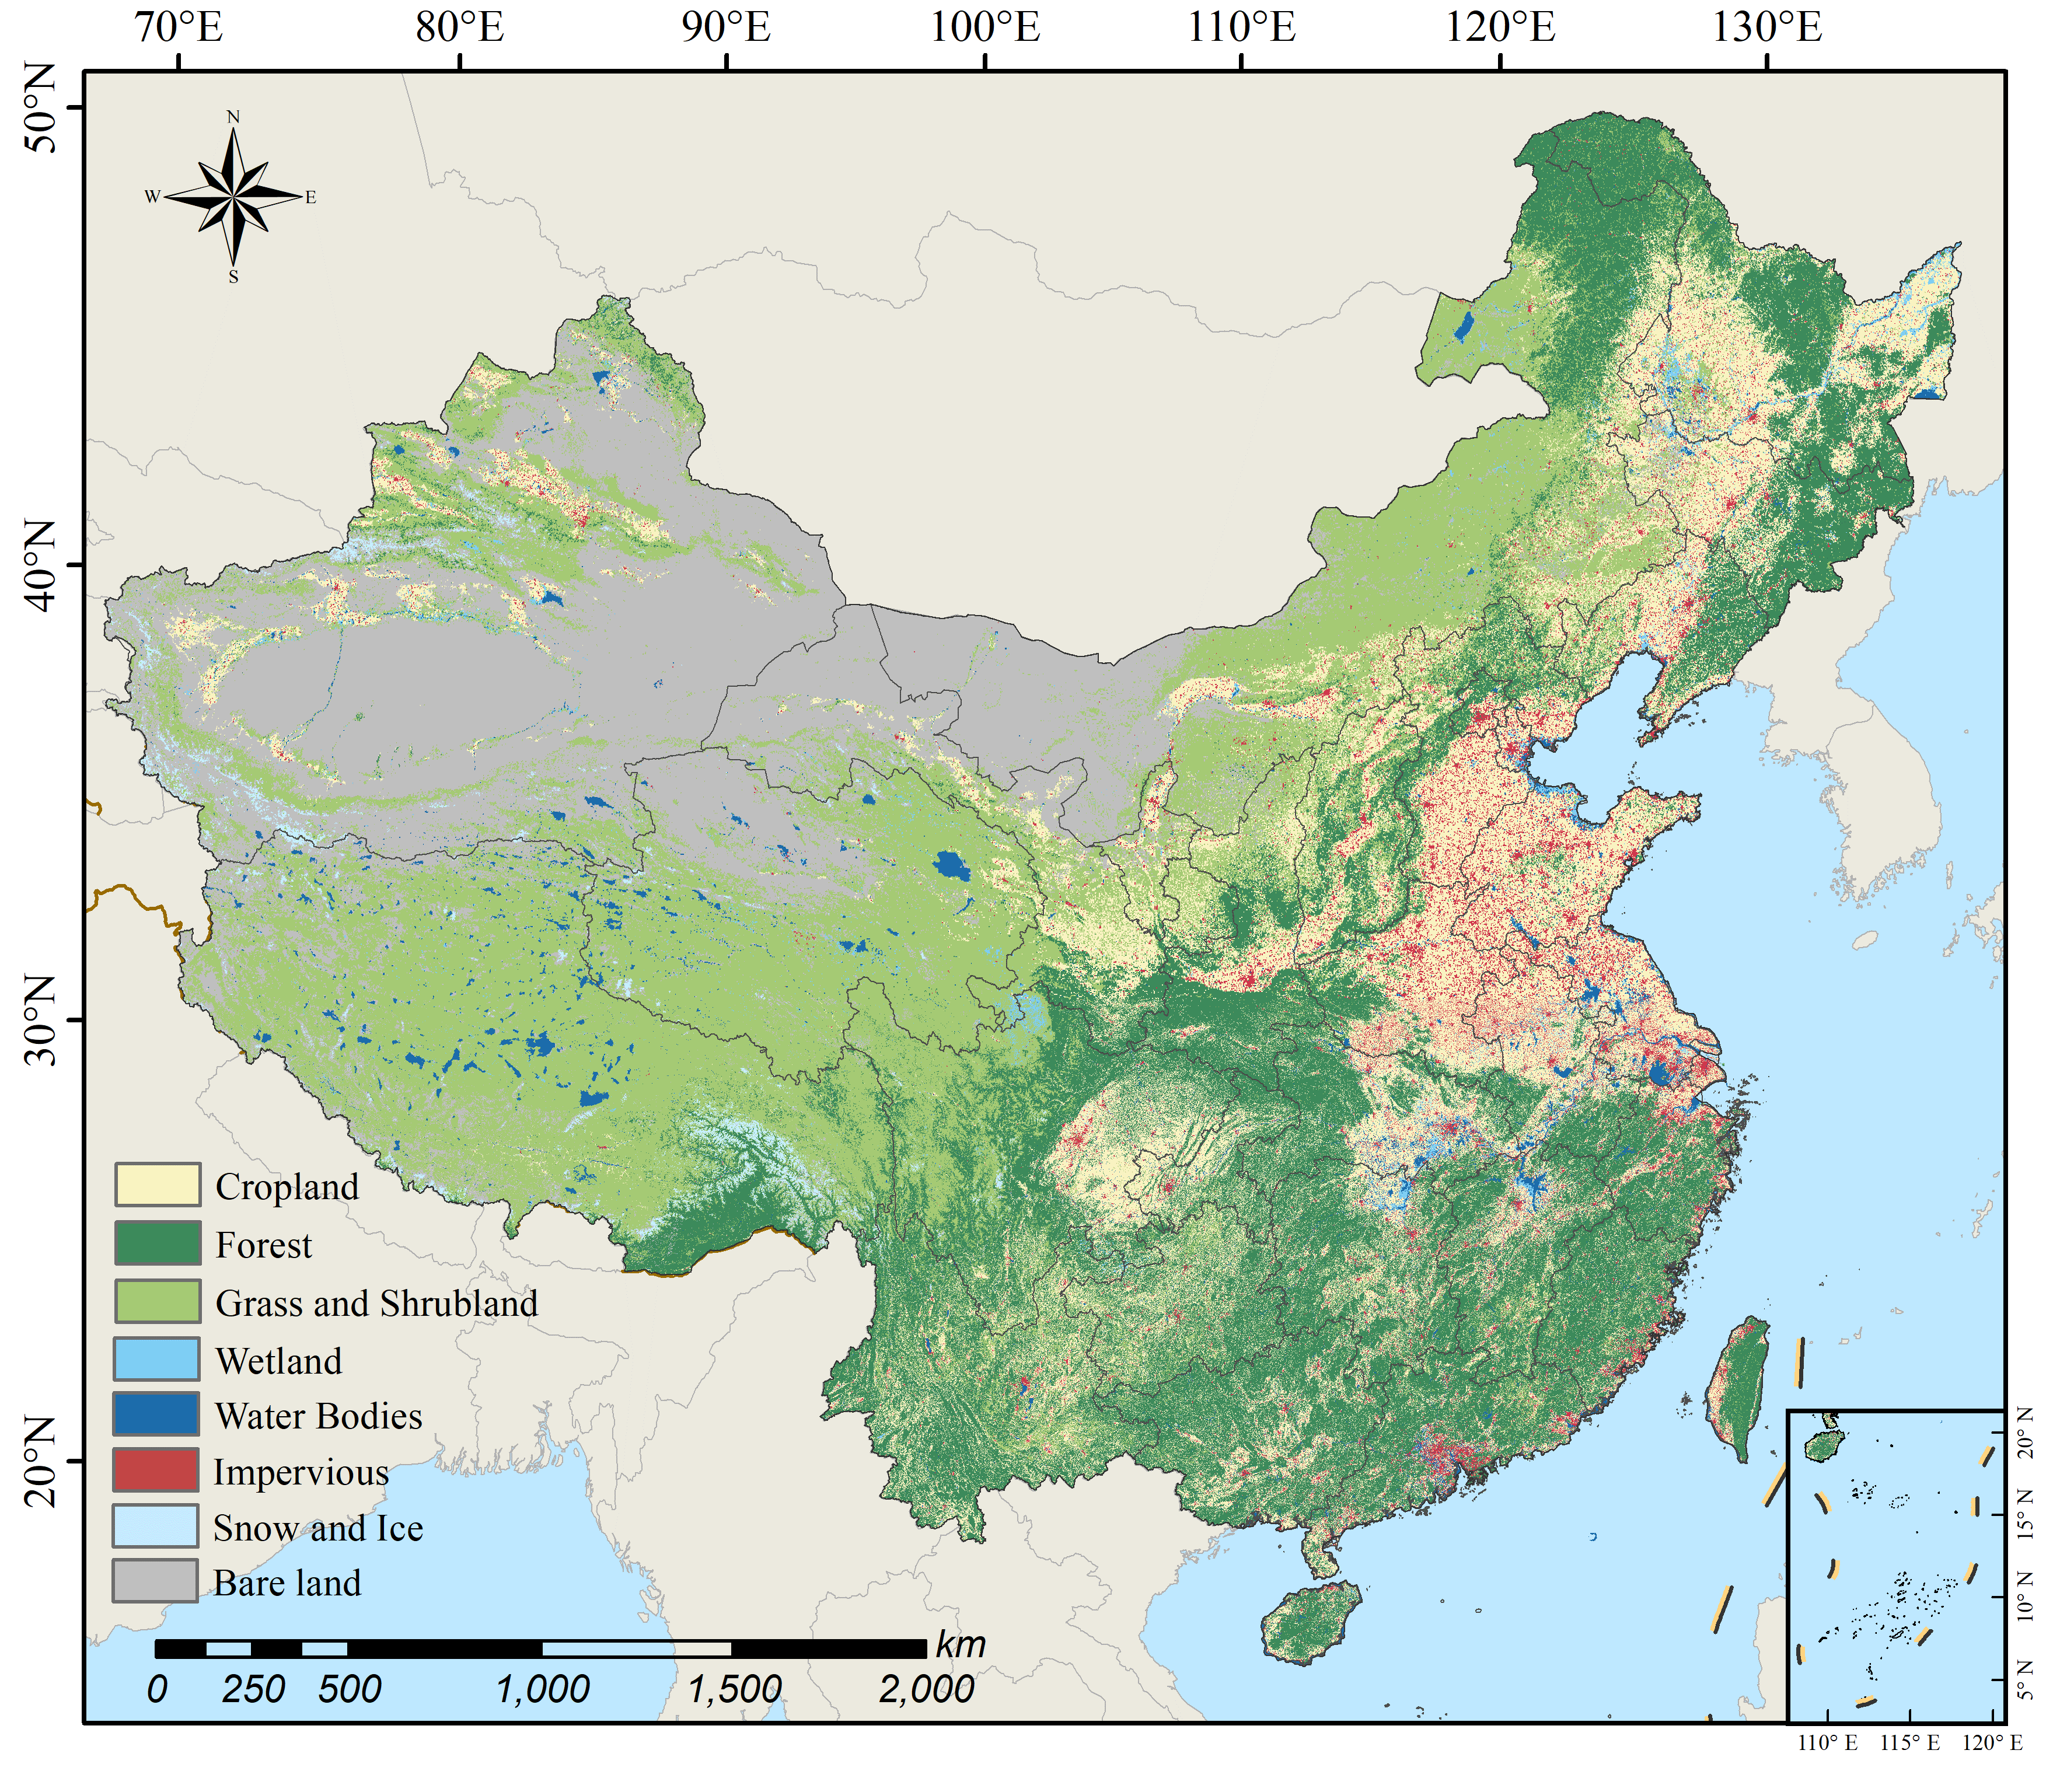 70°E 80°E 90°E 100°E 110°E 120°E 130°E
50°N
40°N
30°N
20°N
N
W E
S
Cropland
Forest
Grass and Shrubland
Wetland
Water Bodies
Impervious
Snow and Ice
Bare land
km
0 250 500 1,000 1,500 2,000
20° N
15° N
10° N
5° N
110° E 115° E 120° E